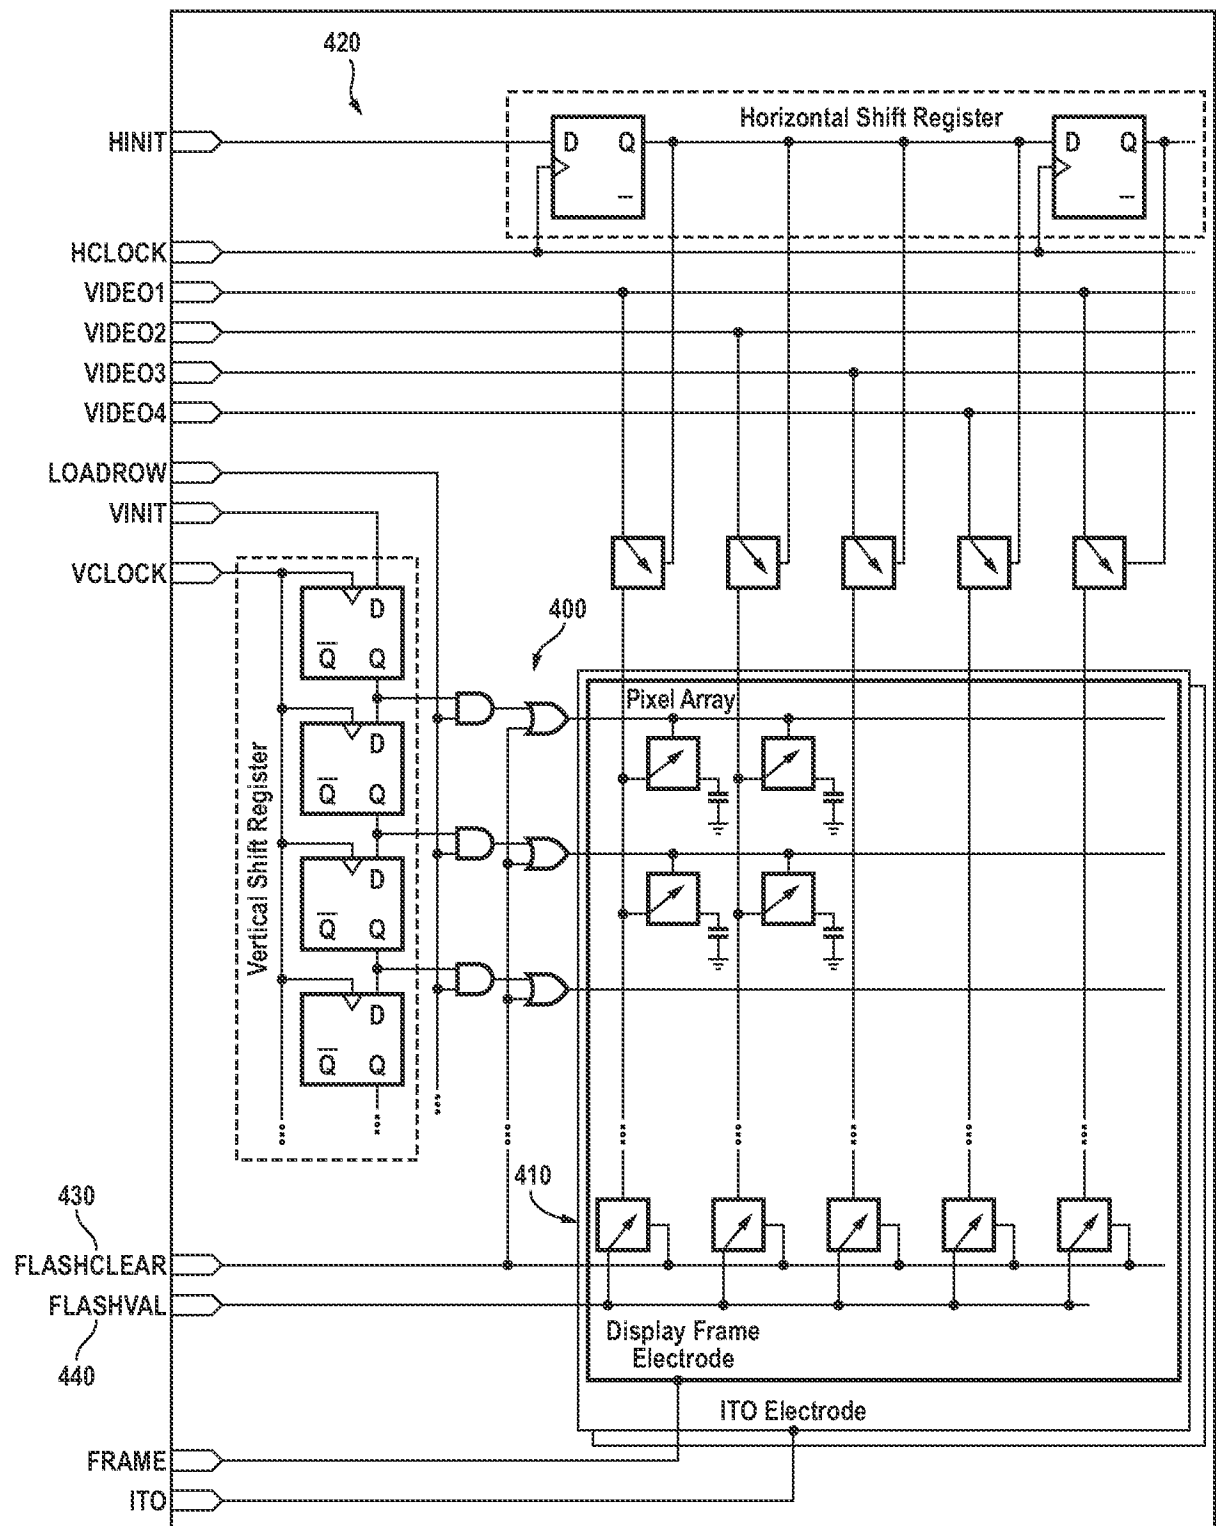 420
Horizontal Shift Register
HINIT
D Q
D Q
HCLOCK
VIDEO1
VIDEO2
VIDEO3
VIDEO4
LOADROW
VINIT
VCLOCK
D
Q̅ Q
400
Pixel Array
D
Q̅ Q
Vertical Shift Register
D
Q̅ Q
D
Q̅ Q
410
430
FLASHCLEAR
FLASHVAL
440
Display Frame
Electrode
ITO Electrode
FRAME
ITO